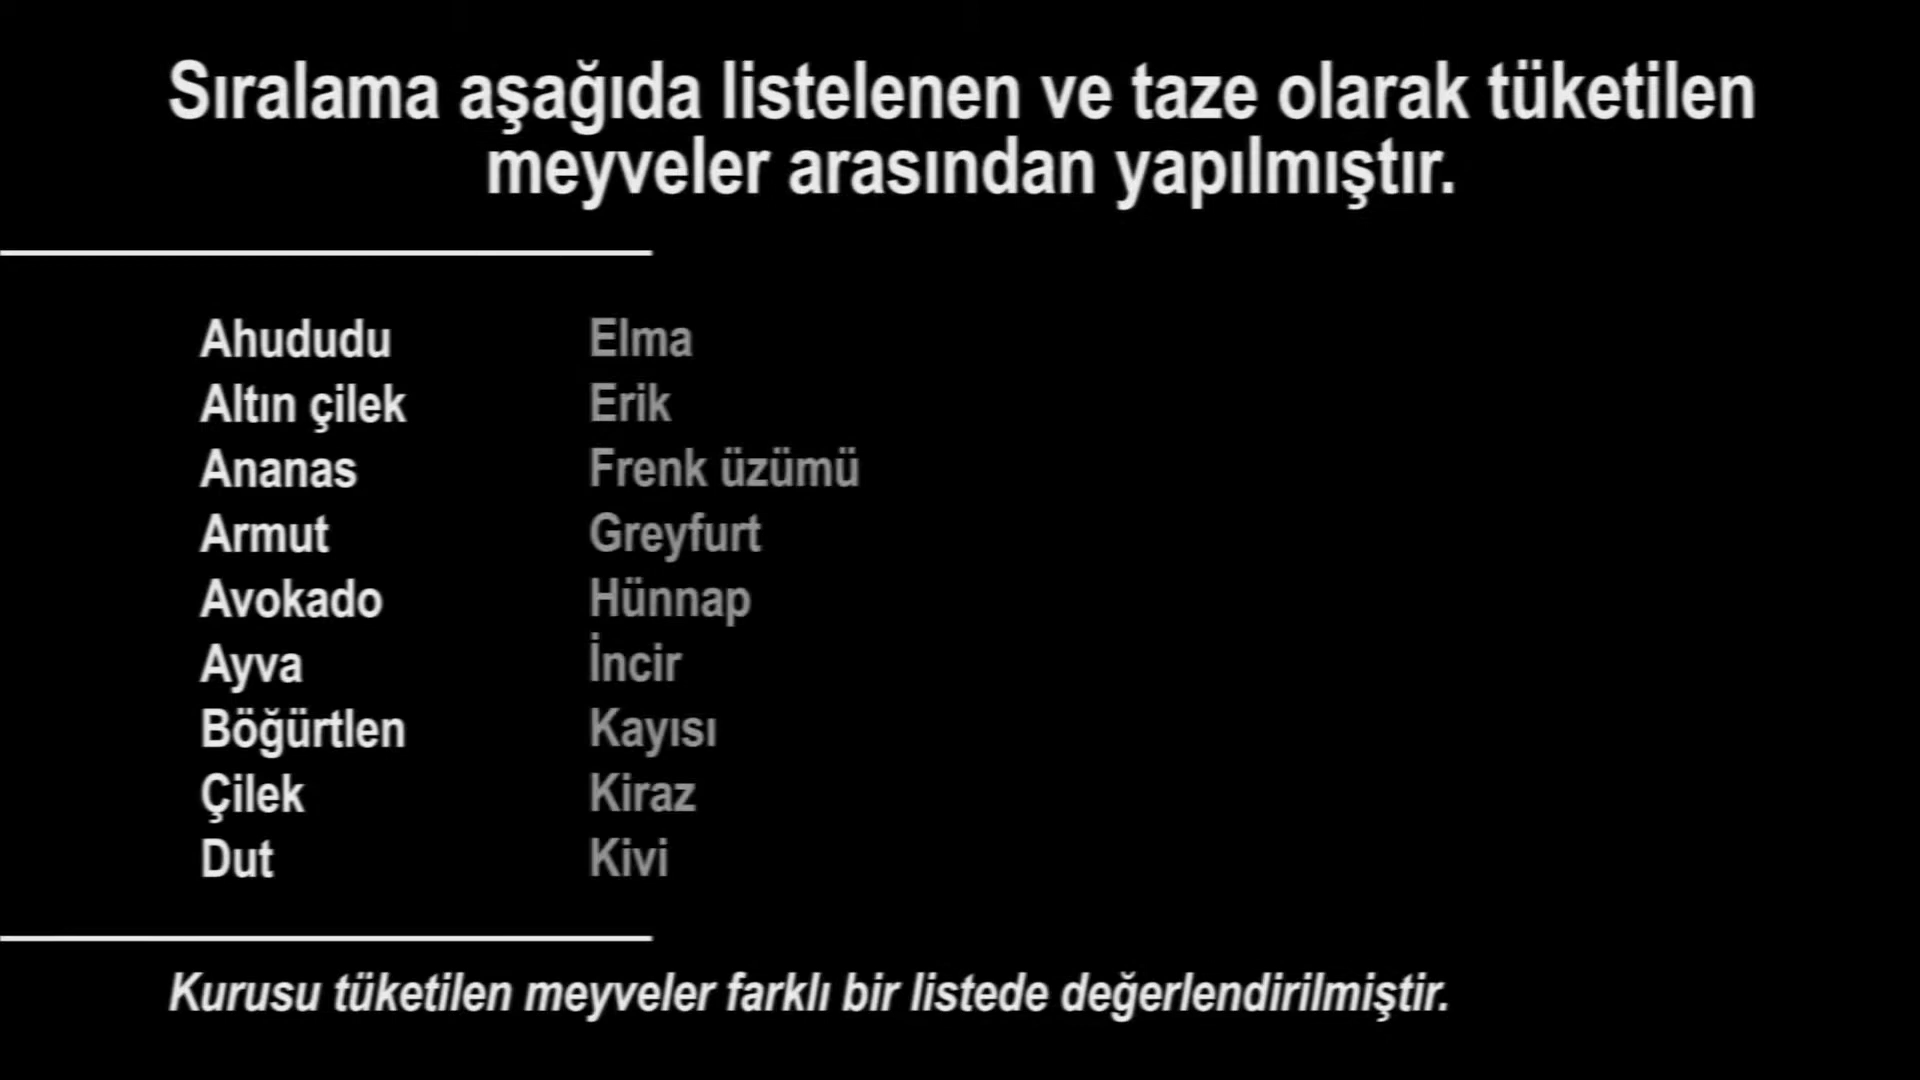 Sıralama aşağıda listelenen ve taze olarak tüketilen
meyveler arasından yapılmıştır.
Ahududu
Altın çilek
Ananas
Armut
Avokado
Ayva
Böğürtlen
Çilek
Dut
Elma
Erik
Frenk üzümü
Greyfurt
Hünnap
İncir
Kayısı
Kiraz
Kivi
Kurusu tüketilen meyveler farklı bir listede değerlendirilmiştir.